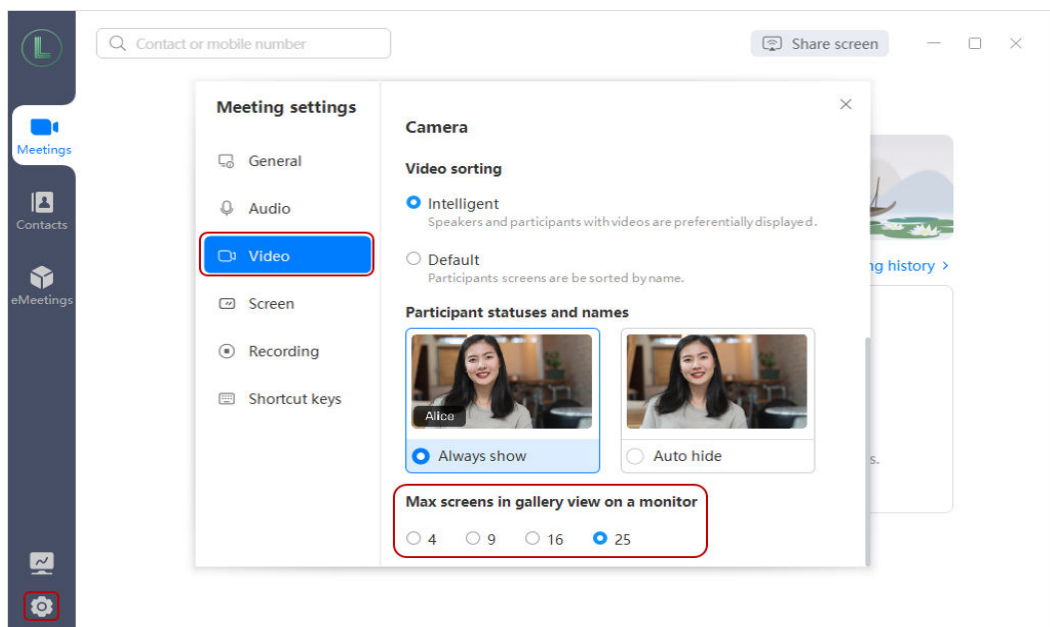 L
Contact or mobile number
Share screen
Meetings
Contacts
eMeetings
Meeting settings
General
Audio
Video
Screen
Recording
Shortcut keys
Camera
Video sorting
Intelligent
Speakers and participants with videos are preferentially displayed.
Default
Participants screens are be sorted by name.
Participant statuses and names
Alice
Always show
Auto hide
Max screens in gallery view on a monitor
4 9 16 25
ng history >
s.